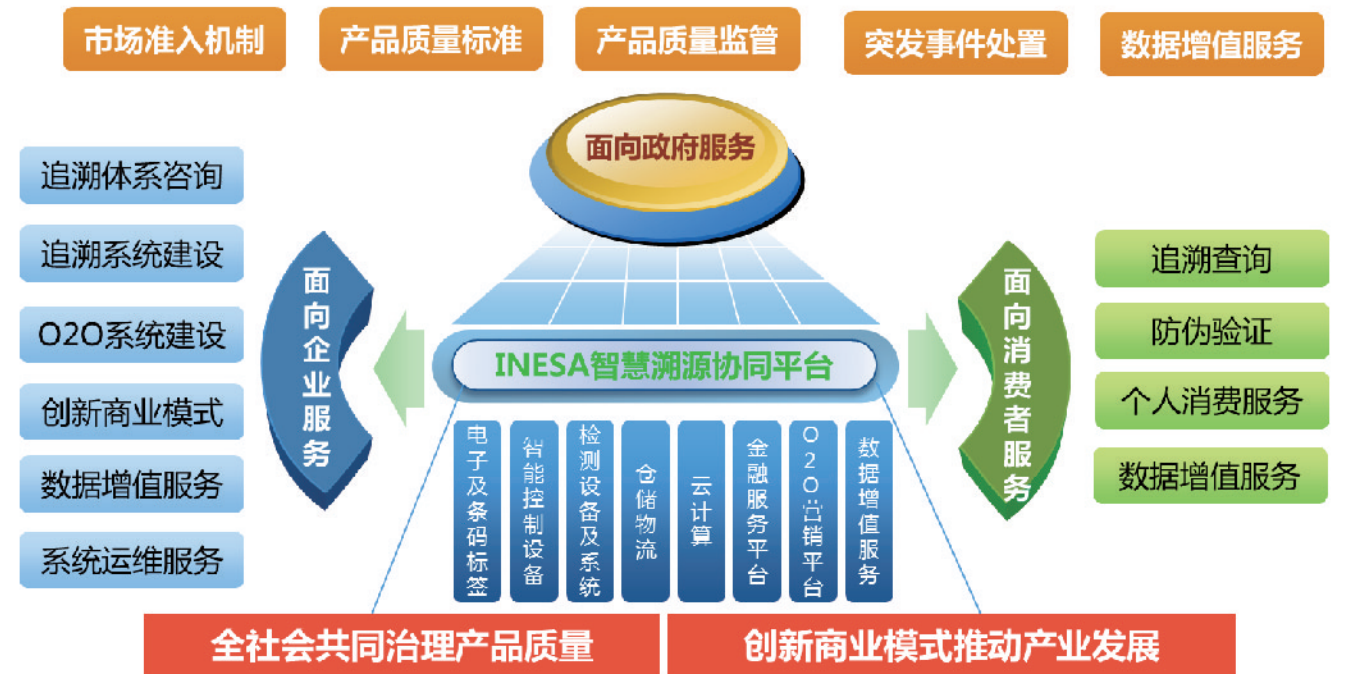 市场准入机制
产品质量标准
产品质量监管
突发事件处置
数据增值服务
面向政府服务
追溯体系咨询
追溯系统建设
O2O系统建设
创新商业模式
数据增值服务
系统运维服务
面向企业服务
INESA智慧溯源协同平台
面向消费者服务
追溯查询
防伪验证
个人消费服务
数据增值服务
电子及条码标签
智能控制设备
检测设备及系统
仓储物流
云计算
金融服务平台
O2O营销平台
数据增值服务
全社会共同治理产品质量
创新商业模式推动产业发展